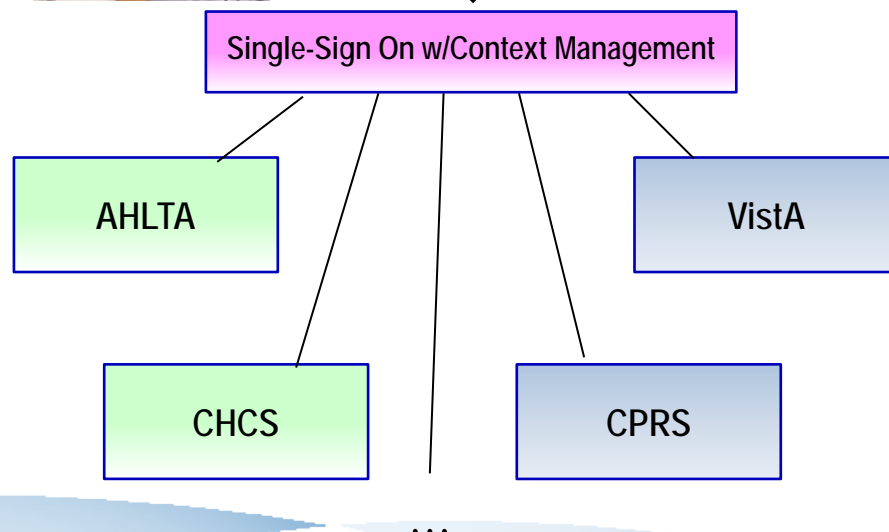 Single-Sign On w/Context Management
AHLTA
VistA
CHCS
CPRS
...